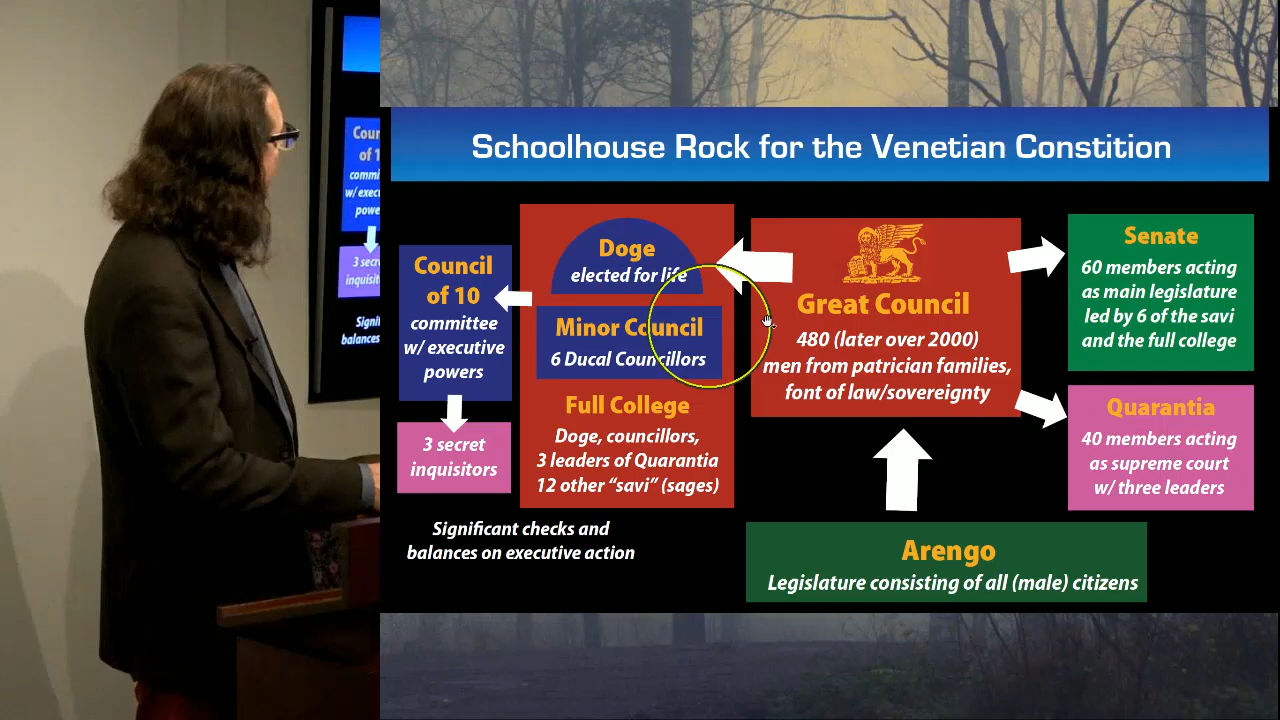 Schoolhouse Rock for the Venetian Constition
Council
of 10
committee
w/ executive
powers
3 secret
inquisitors
Doge
elected for life
Minor Council
6 Ducal Councillors
Full College
Doge, councillors,
3 leaders of Quarantia
12 other “savi” (sages)
Significant checks and
balances on executive action
Great Council
480 (later over 2000)
men from patrician families,
font of law/sovereignty
Senate
60 members acting
as main legislature
led by 6 of the savi
and the full college
Quarantia
40 members acting
as supreme court
w/ three leaders
Arengo
Legislature consisting of all (male) citizens
of 1
3
balances